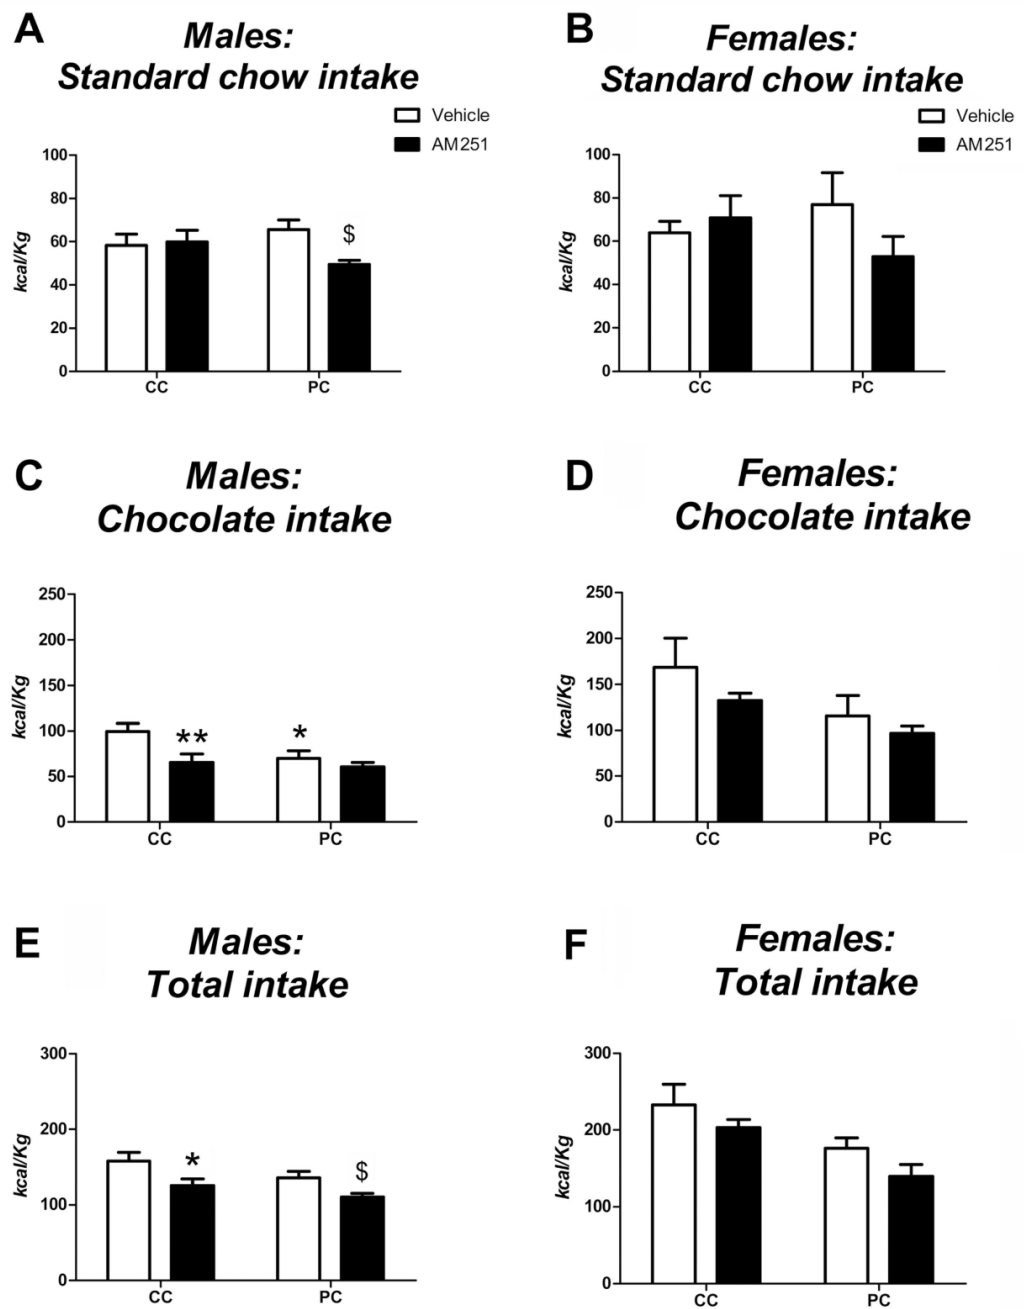 A
Males:
Standard chow intake
Vehicle
AM251
100
80
60
40
20
0
kcal/Kg
$
CC
PC
B
Females:
Standard chow intake
Vehicle
AM251
100
80
60
40
20
0
kcal/Kg
CC
PC
C
Males:
Chocolate intake
250
200
150
100
50
0
kcal/Kg
**
*
CC
PC
D
Females:
Chocolate intake
250
200
150
100
50
0
kcal/Kg
CC
PC
E
Males:
Total intake
300
200
100
0
kcal/Kg
*
$
CC
PC
F
Females:
Total intake
300
200
100
0
kcal/Kg
CC
PC